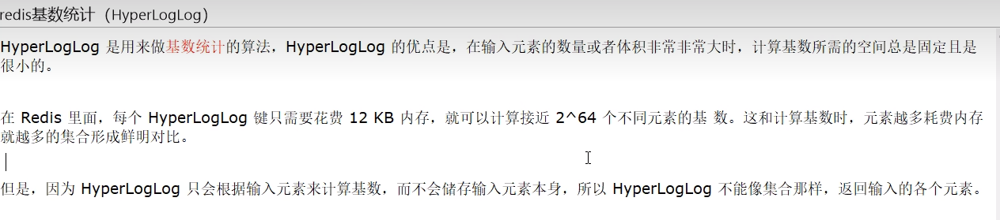 redis基数统计（HyperLogLog）
HyperLogLog 是用来做基数统计的算法，HyperLogLog 的优点是，在输入元素的数量或者体积非常非常大时，计算基数所需的空间总是固定且是
很小的。
在 Redis 里面，每个 HyperLogLog 键只需要花费 12 KB 内存，就可以计算接近 2^64 个不同元素的基 数。这和计算基数时，元素越多耗费内存
就越多的集合形成鲜明对比。
但是，因为 HyperLogLog 只会根据输入元素来计算基数，而不会储存输入元素本身，所以 HyperLogLog 不能像集合那样，返回输入的各个元素。